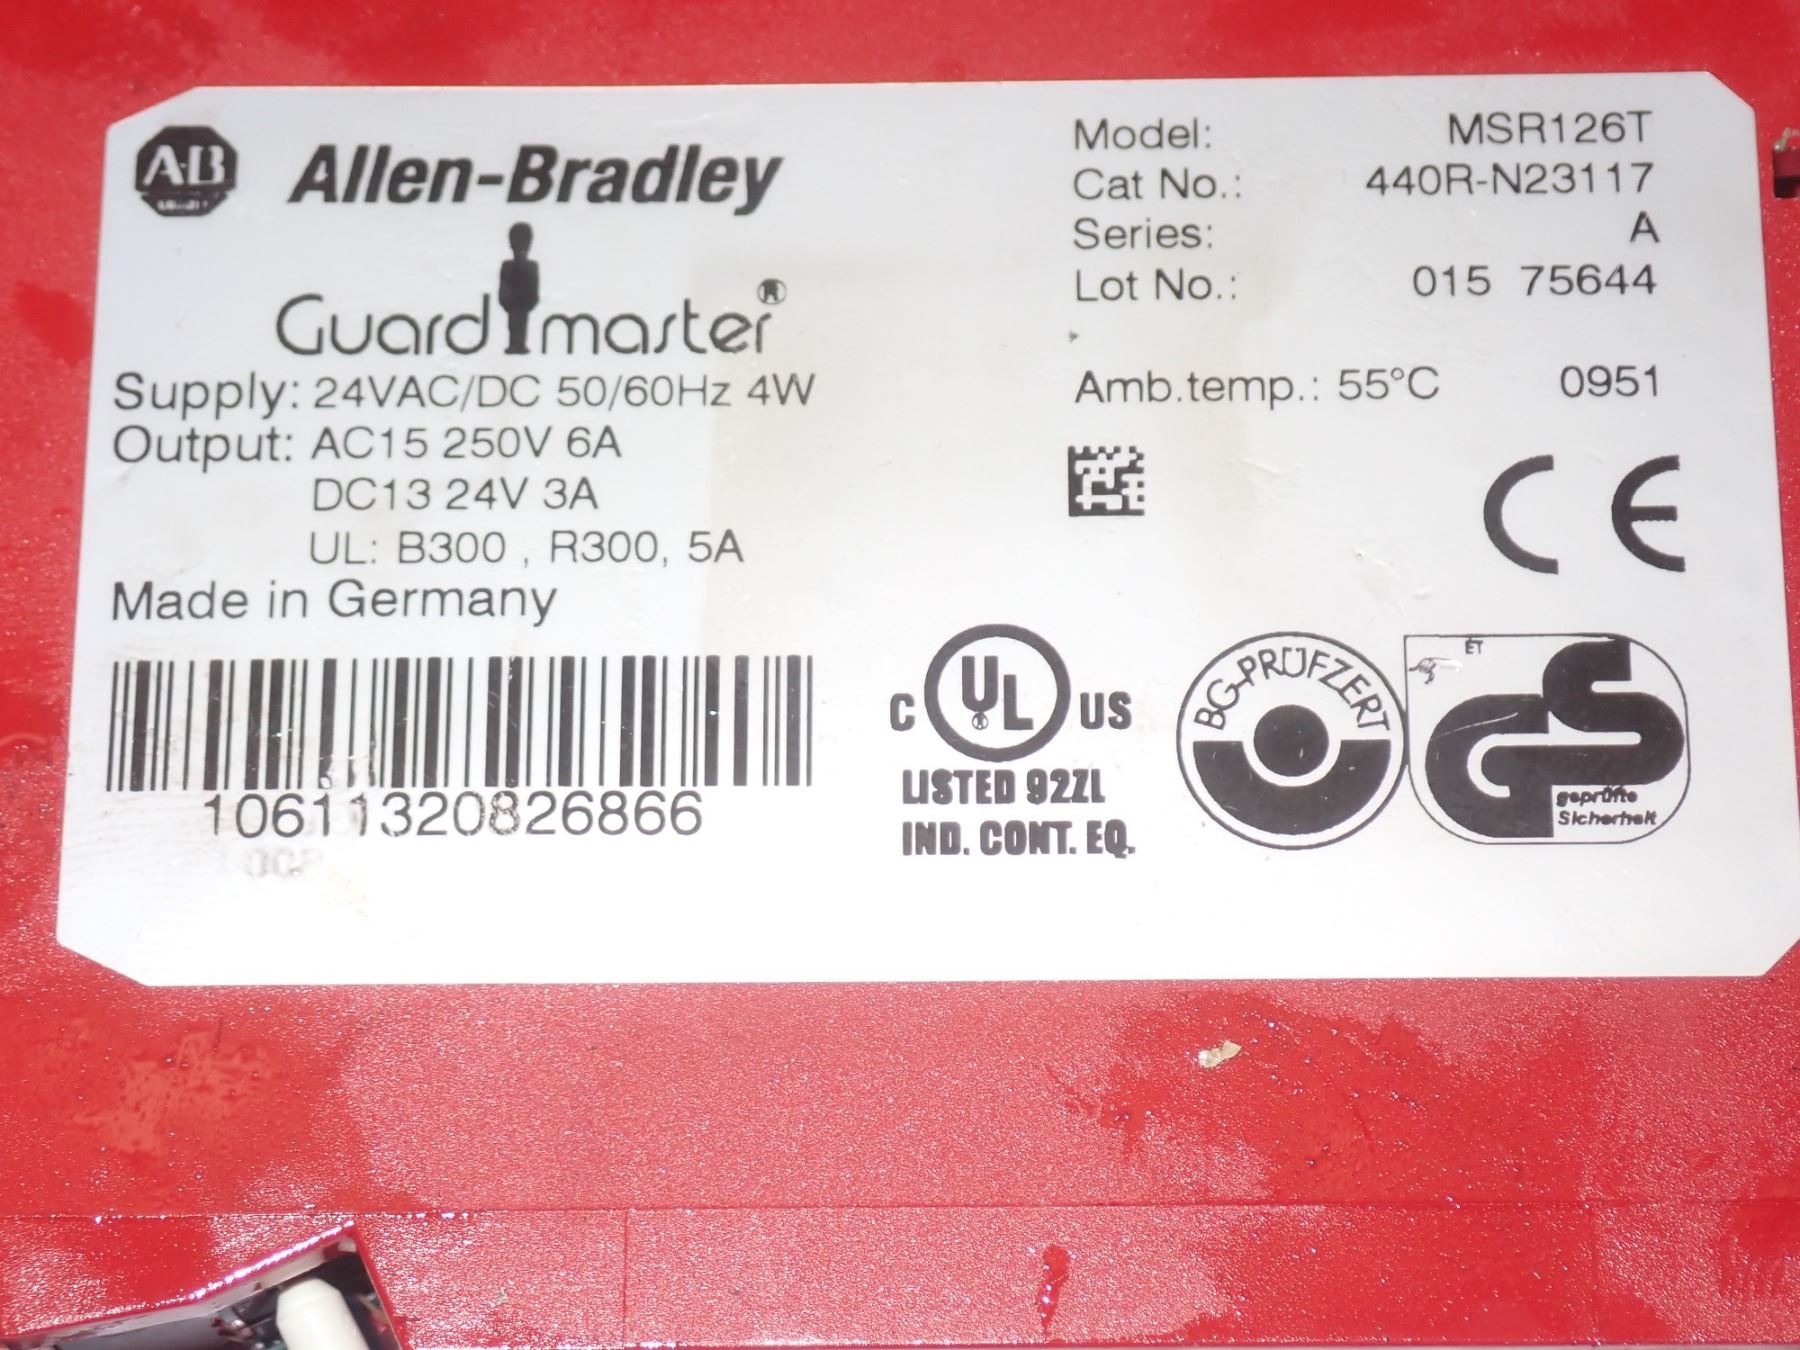 A-B
Allen-Bradley
Guardmaster®
Supply: 24VAC/DC 50/60Hz 4W
Output: AC15 250V 6A
DC13 24V 3A
UL: B300 , R300, 5A
Made in Germany
10611320826866
Model: MSR126T
Cat No.: 440R-N23117
Series: A
Lot No.: 015 75644
Amb.temp.: 55°C 0951
CE
C UL® US
LISTED 92ZL
IND. CONT. EQ.
BG-PRÜFZERT
ET
GS
geprüfte
Sicherheit